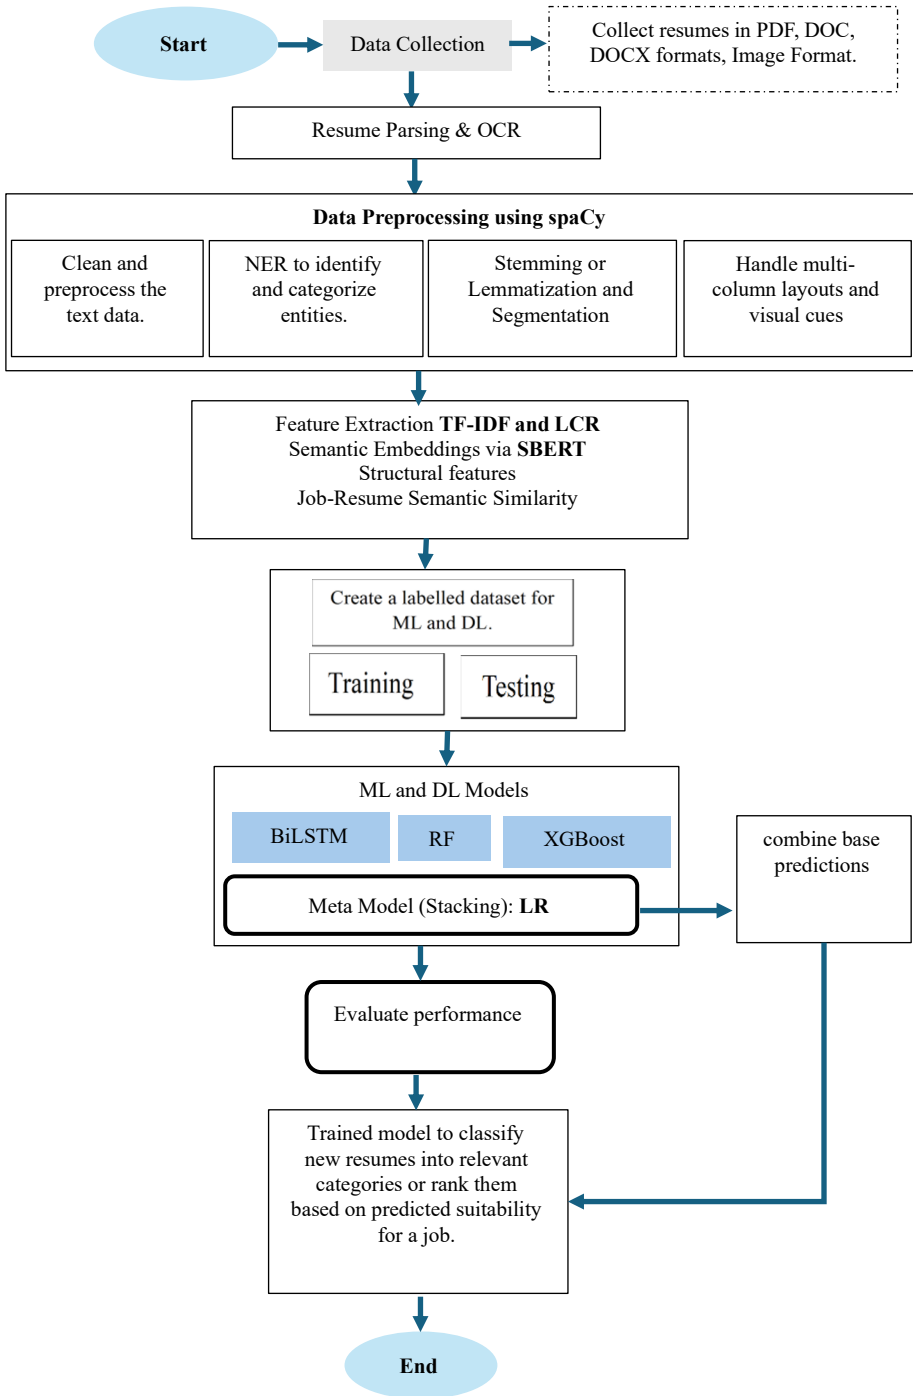 Start
Data Collection
Collect resumes in PDF, DOC,
DOCX formats, Image Format.
Resume Parsing & OCR
Data Preprocessing using spaCy
Clean and
preprocess the
text data.
NER to identify
and categorize
entities.
Stemming or
Lemmatization and
Segmentation
Handle multi-
column layouts and
visual cues
Feature Extraction TF-IDF and LCR
Semantic Embeddings via SBERT
Structural features
Job-Resume Semantic Similarity
Create a labelled dataset for
ML and DL.
Training
Testing
ML and DL Models
BiLSTM
RF
XGBoost
Meta Model (Stacking): LR
combine base
predictions
Evaluate performance
Trained model to classify
new resumes into relevant
categories or rank them
based on predicted suitability
for a job.
End